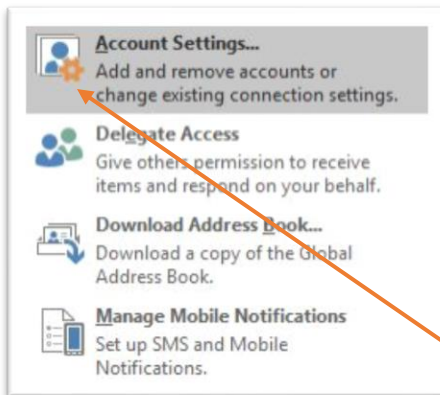 Account Settings...
Add and remove accounts or
change existing connection settings.
Delegate Access
Give others permission to receive
items and respond on your behalf.
Download Address Book...
Download a copy of the Global
Address Book.
Manage Mobile Notifications
Set up SMS and Mobile
Notifications.